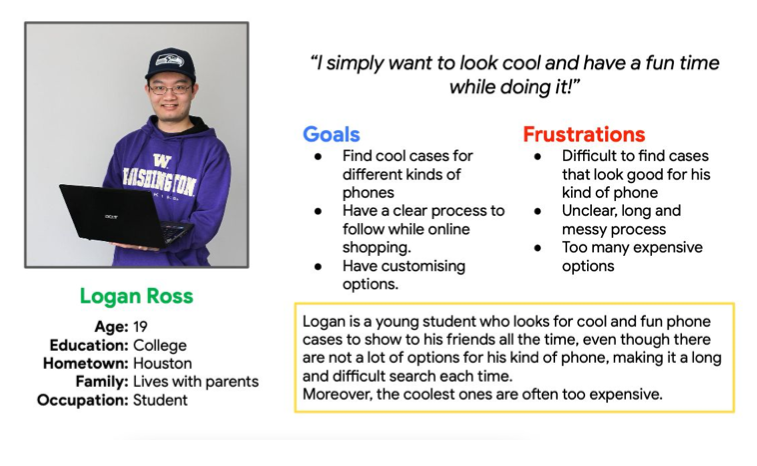 “I simply want to look cool and have a fun time
while doing it!”
W
WASHINGTON
acer
Logan Ross
Age: 19
Education: College
Hometown: Houston
Family: Lives with parents
Occupation: Student
Goals
● Find cool cases for
different kinds of
phones
● Have a clear process to
follow while online
shopping.
● Have customising
options.
Frustrations
● Difficult to find cases
that look good for his
kind of phone
● Unclear, long and
messy process
● Too many expensive
options
Logan is a young student who looks for cool and fun phone
cases to show to his friends all the time, even though there
are not a lot of options for his kind of phone, making it a long
and difficult search each time.
Moreover, the coolest ones are often too expensive.